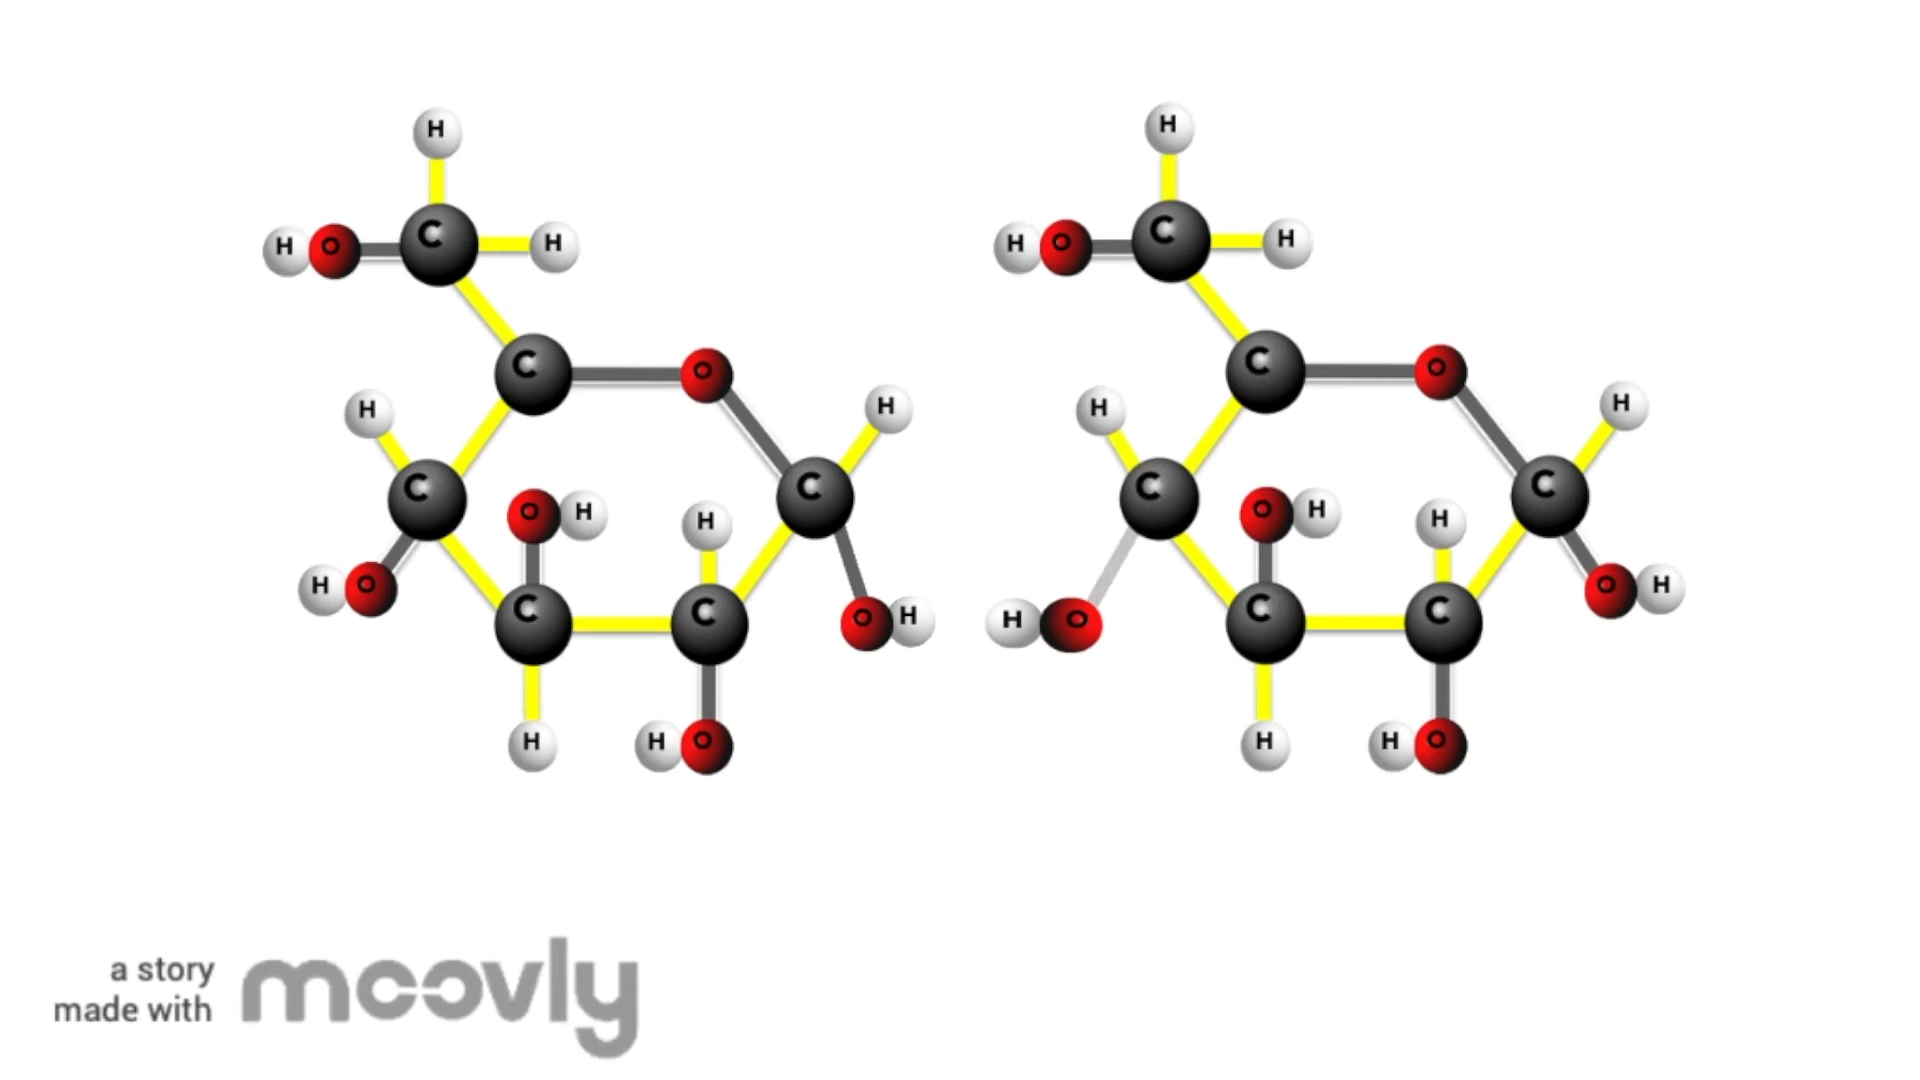 H H
H O C H H O C H
C O C O
H H H H
C C C C
O H H O H H
H O C C O H H O C C O H
H H O H H O
a story
made with moovly